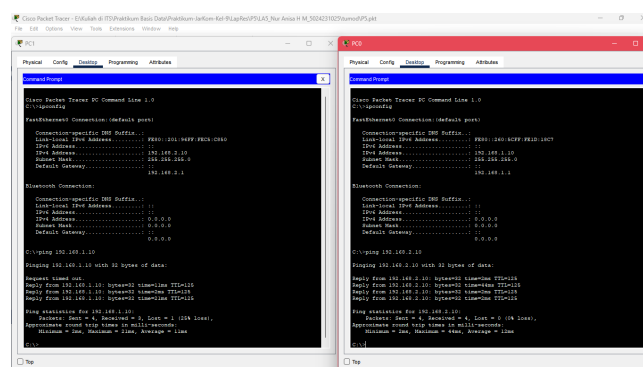 Cisco Packet Tracer - E:\Kuliah di ITS\Praktikum Basis Data\Praktikum-JarKom-Kel-9\LapRes\P5\LA5_Nur Anisa H M_5024231025\sumod\P5.pkt
File Edit Options View Tools Extensions Window Help
PC1
Physical Config Desktop Programming Attributes
Command Prompt
X
Cisco Packet Tracer PC Command Line 1.0
C:\>ipconfig
FastEthernet0 Connection:(default port)
Connection-specific DNS Suffix..:
Link-local IPv6 Address.........: FE80::201:96FF:FEC5:C850
IPv6 Address....................: ::
IPv4 Address....................: 192.168.2.10
Subnet Mask.....................: 255.255.255.0
Default Gateway.................: ::
192.168.2.1
Bluetooth Connection:
Connection-specific DNS Suffix..:
Link-local IPv6 Address.........: ::
IPv6 Address....................: ::
IPv4 Address....................: 0.0.0.0
Subnet Mask.....................: 0.0.0.0
Default Gateway.................: ::
0.0.0.0
C:\>ping 192.168.1.10
Pinging 192.168.1.10 with 32 bytes of data:
Request timed out.
Reply from 192.168.1.10: bytes=32 time=11ms TTL=125
Reply from 192.168.1.10: bytes=32 time=2ms TTL=125
Reply from 192.168.1.10: bytes=32 time=21ms TTL=125
Ping statistics for 192.168.1.10:
Packets: Sent = 4, Received = 3, Lost = 1 (25% loss),
Approximate round trip times in milli-seconds:
Minimum = 2ms, Maximum = 21ms, Average = 11ms
C:\>
Top
PC0
Physical Config Desktop Programming Attributes
Command Prompt
Cisco Packet Tracer PC Command Line 1.0
C:\>ipconfig
FastEthernet0 Connection:(default port)
Connection-specific DNS Suffix..:
Link-local IPv6 Address.........: FE80::260:5CFF:FE1D:18C7
IPv6 Address....................: ::
IPv4 Address....................: 192.168.1.10
Subnet Mask.....................: 255.255.255.0
Default Gateway.................: ::
192.168.1.1
Bluetooth Connection:
Connection-specific DNS Suffix..:
Link-local IPv6 Address.........: ::
IPv6 Address....................: ::
IPv4 Address....................: 0.0.0.0
Subnet Mask.....................: 0.0.0.0
Default Gateway.................: ::
0.0.0.0
C:\>ping 192.168.2.10
Pinging 192.168.2.10 with 32 bytes of data:
Reply from 192.168.2.10: bytes=32 time=2ms TTL=125
Reply from 192.168.2.10: bytes=32 time=44ms TTL=125
Reply from 192.168.2.10: bytes=32 time=2ms TTL=125
Reply from 192.168.2.10: bytes=32 time=2ms TTL=125
Ping statistics for 192.168.2.10:
Packets: Sent = 4, Received = 4, Lost = 0 (0% loss),
Approximate round trip times in milli-seconds:
Minimum = 2ms, Maximum = 44ms, Average = 12ms
C:\>
Top